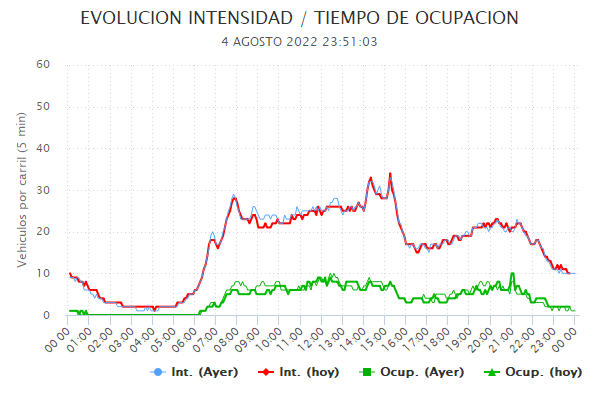 EVOLUCION INTENSIDAD / TIEMPO DE OCUPACION
4 AGOSTO 2022 23:51:03
Vehiculos por carril (5 min)
60
50
40
30
20
10
0
00:00 01:00 02:00 03:00 04:00 05:00 06:00 07:00 08:00 09:00 10:00 11:00 12:00 13:00 14:00 15:00 16:00 17:00 18:00 19:00 20:00 21:00 22:00 23:00 00:00
Int. (Ayer) Int. (hoy) Ocup. (Ayer) Ocup. (hoy)